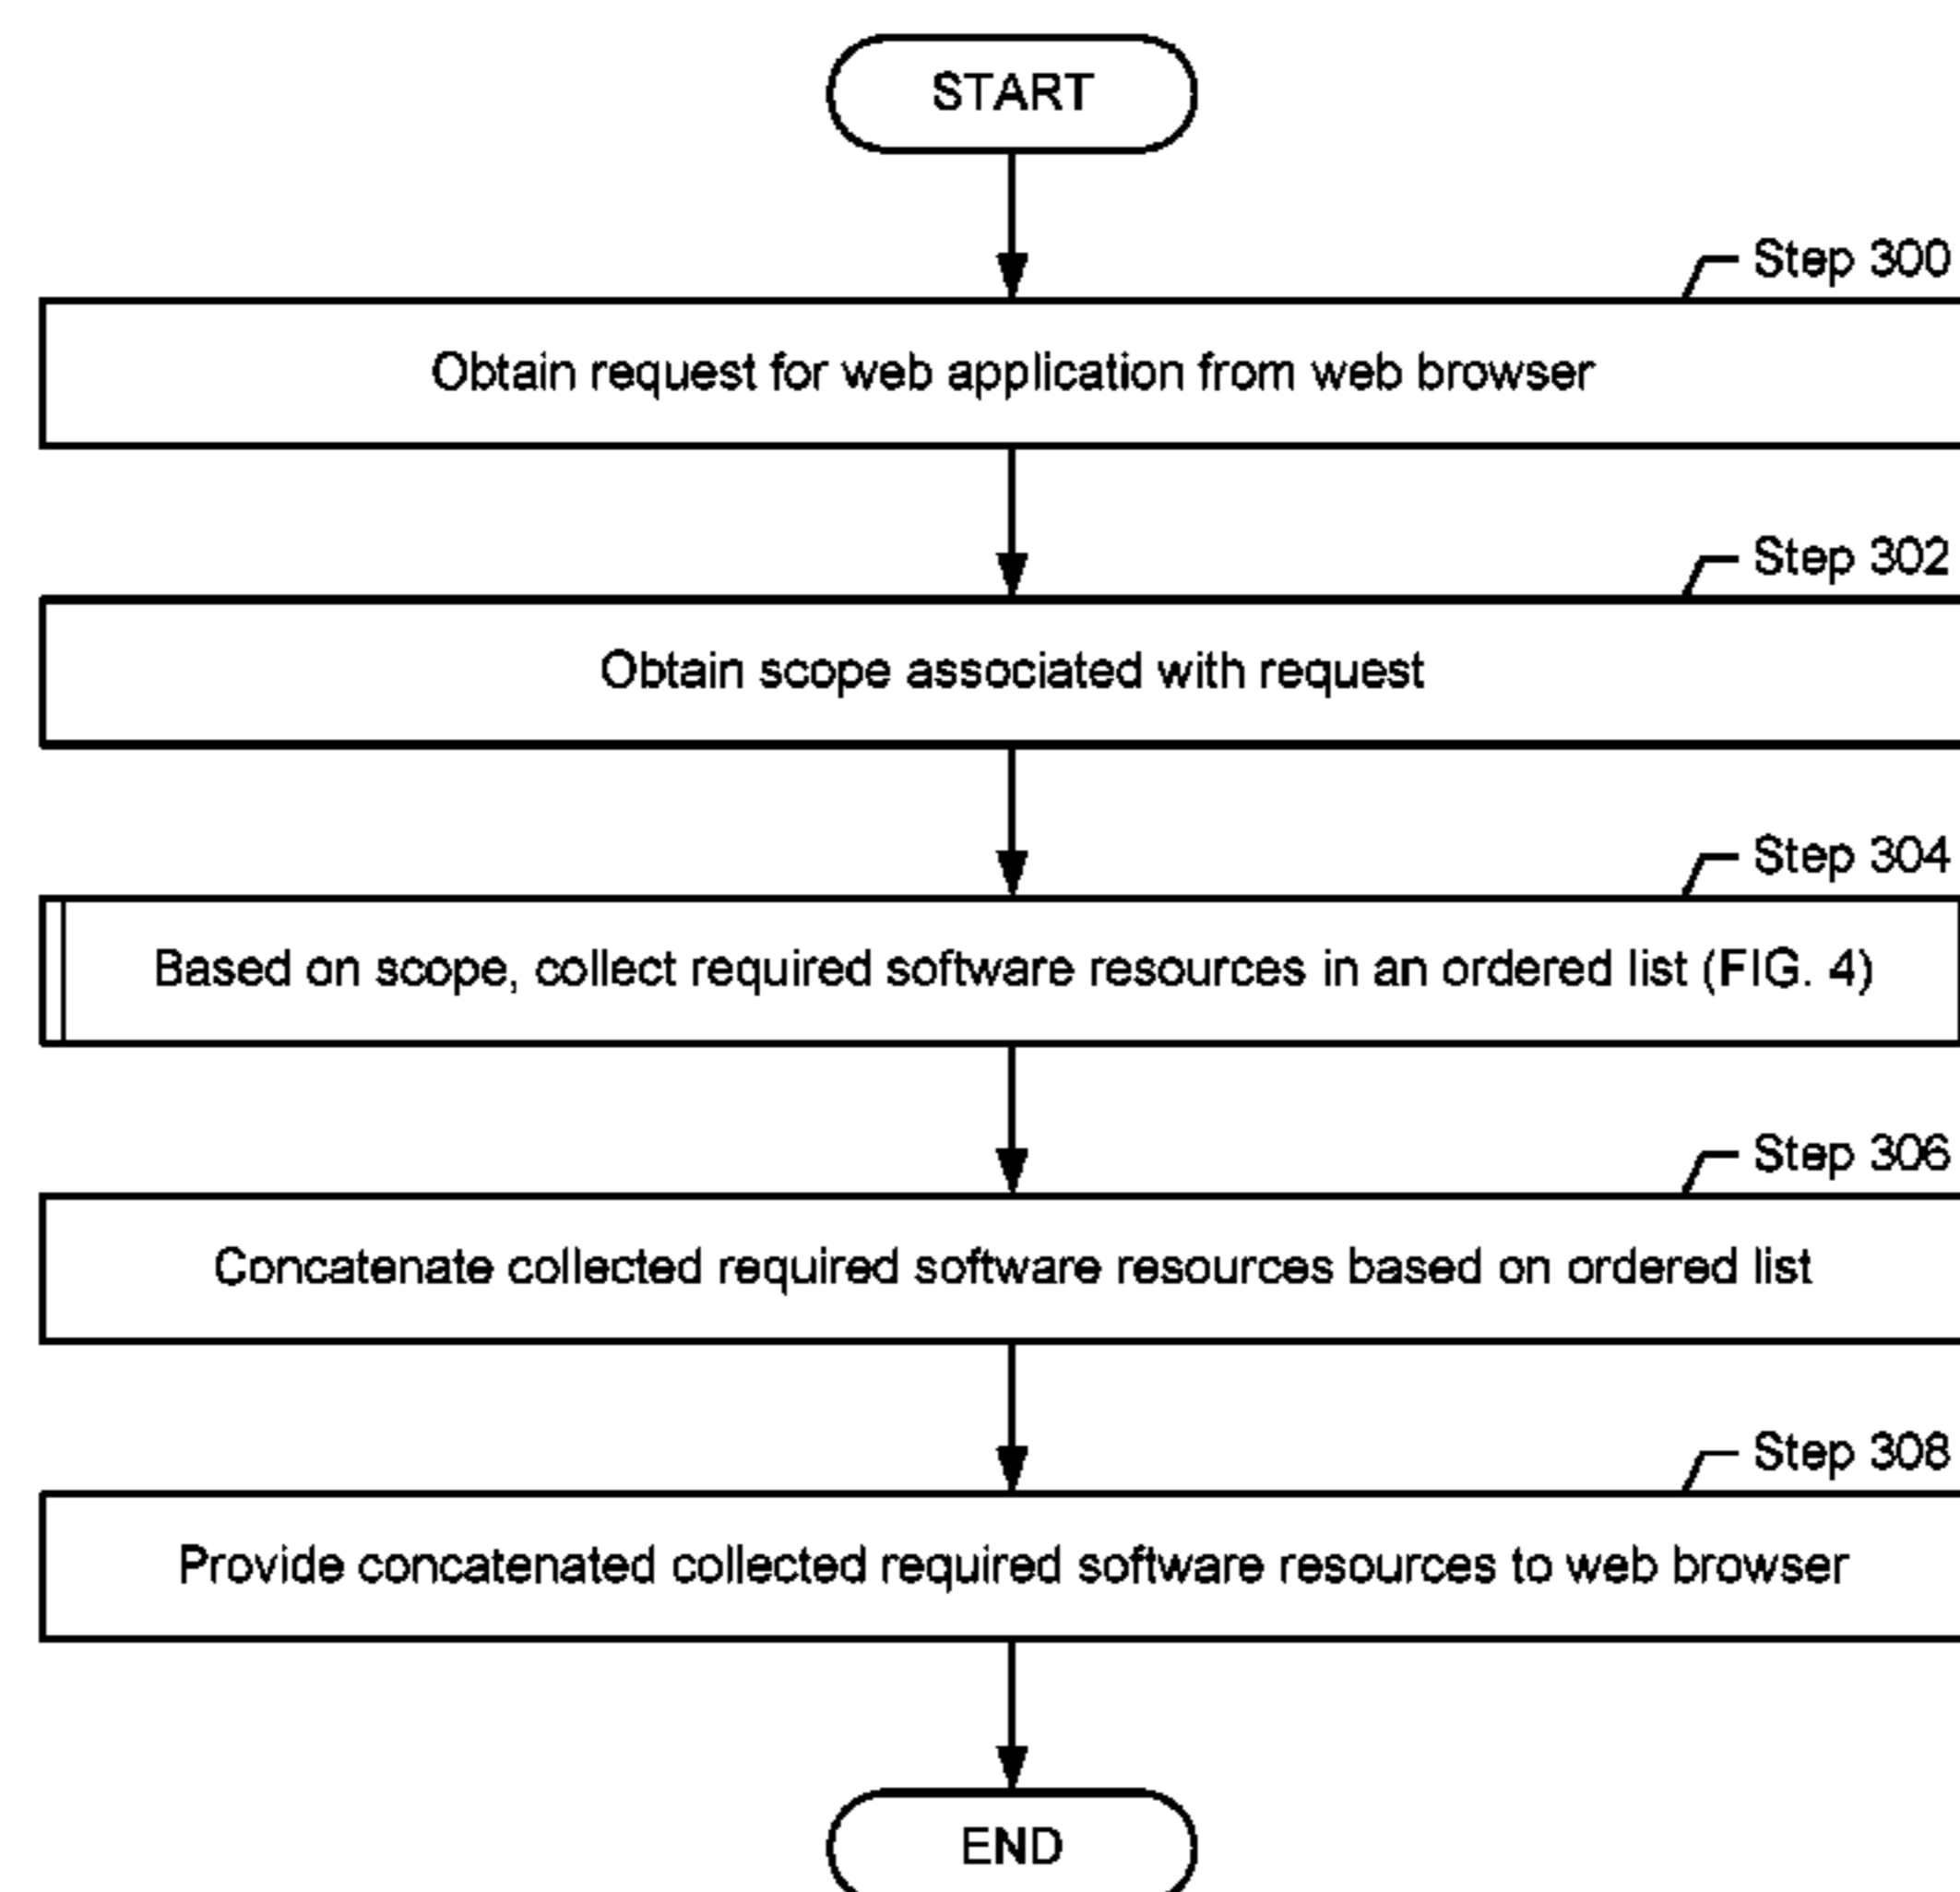 START
Step 300
Obtain request for web application from web browser
Step 302
Obtain scope associated with request
Step 304
Based on scope, collect required software resources in an ordered list (FIG. 4)
Step 306
Concatenate collected required software resources based on ordered list
Step 308
Provide concatenated collected required software resources to web browser
END